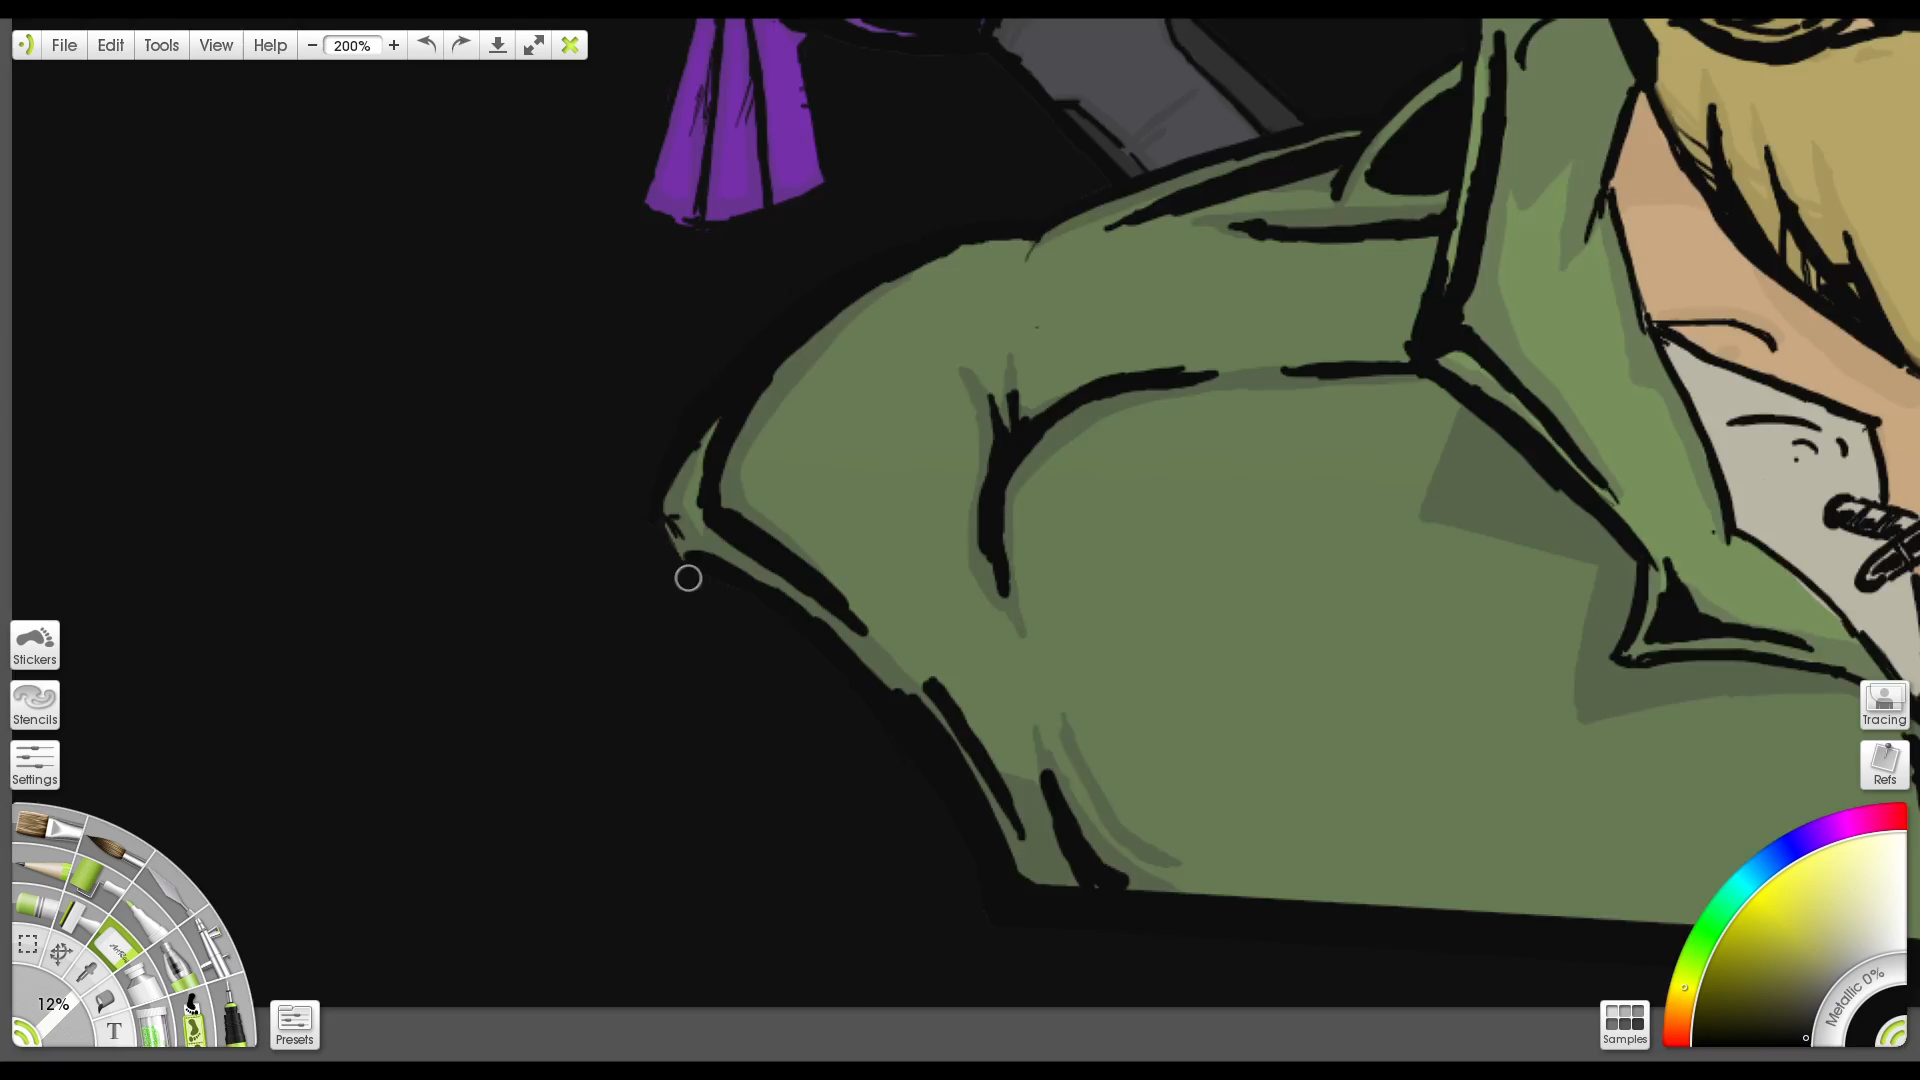 File Edit Tools View Help − 200% +
Stickers
Stencils
Settings
Tracing
Refs
12%
T
Presets
Metallic 0%
Samples